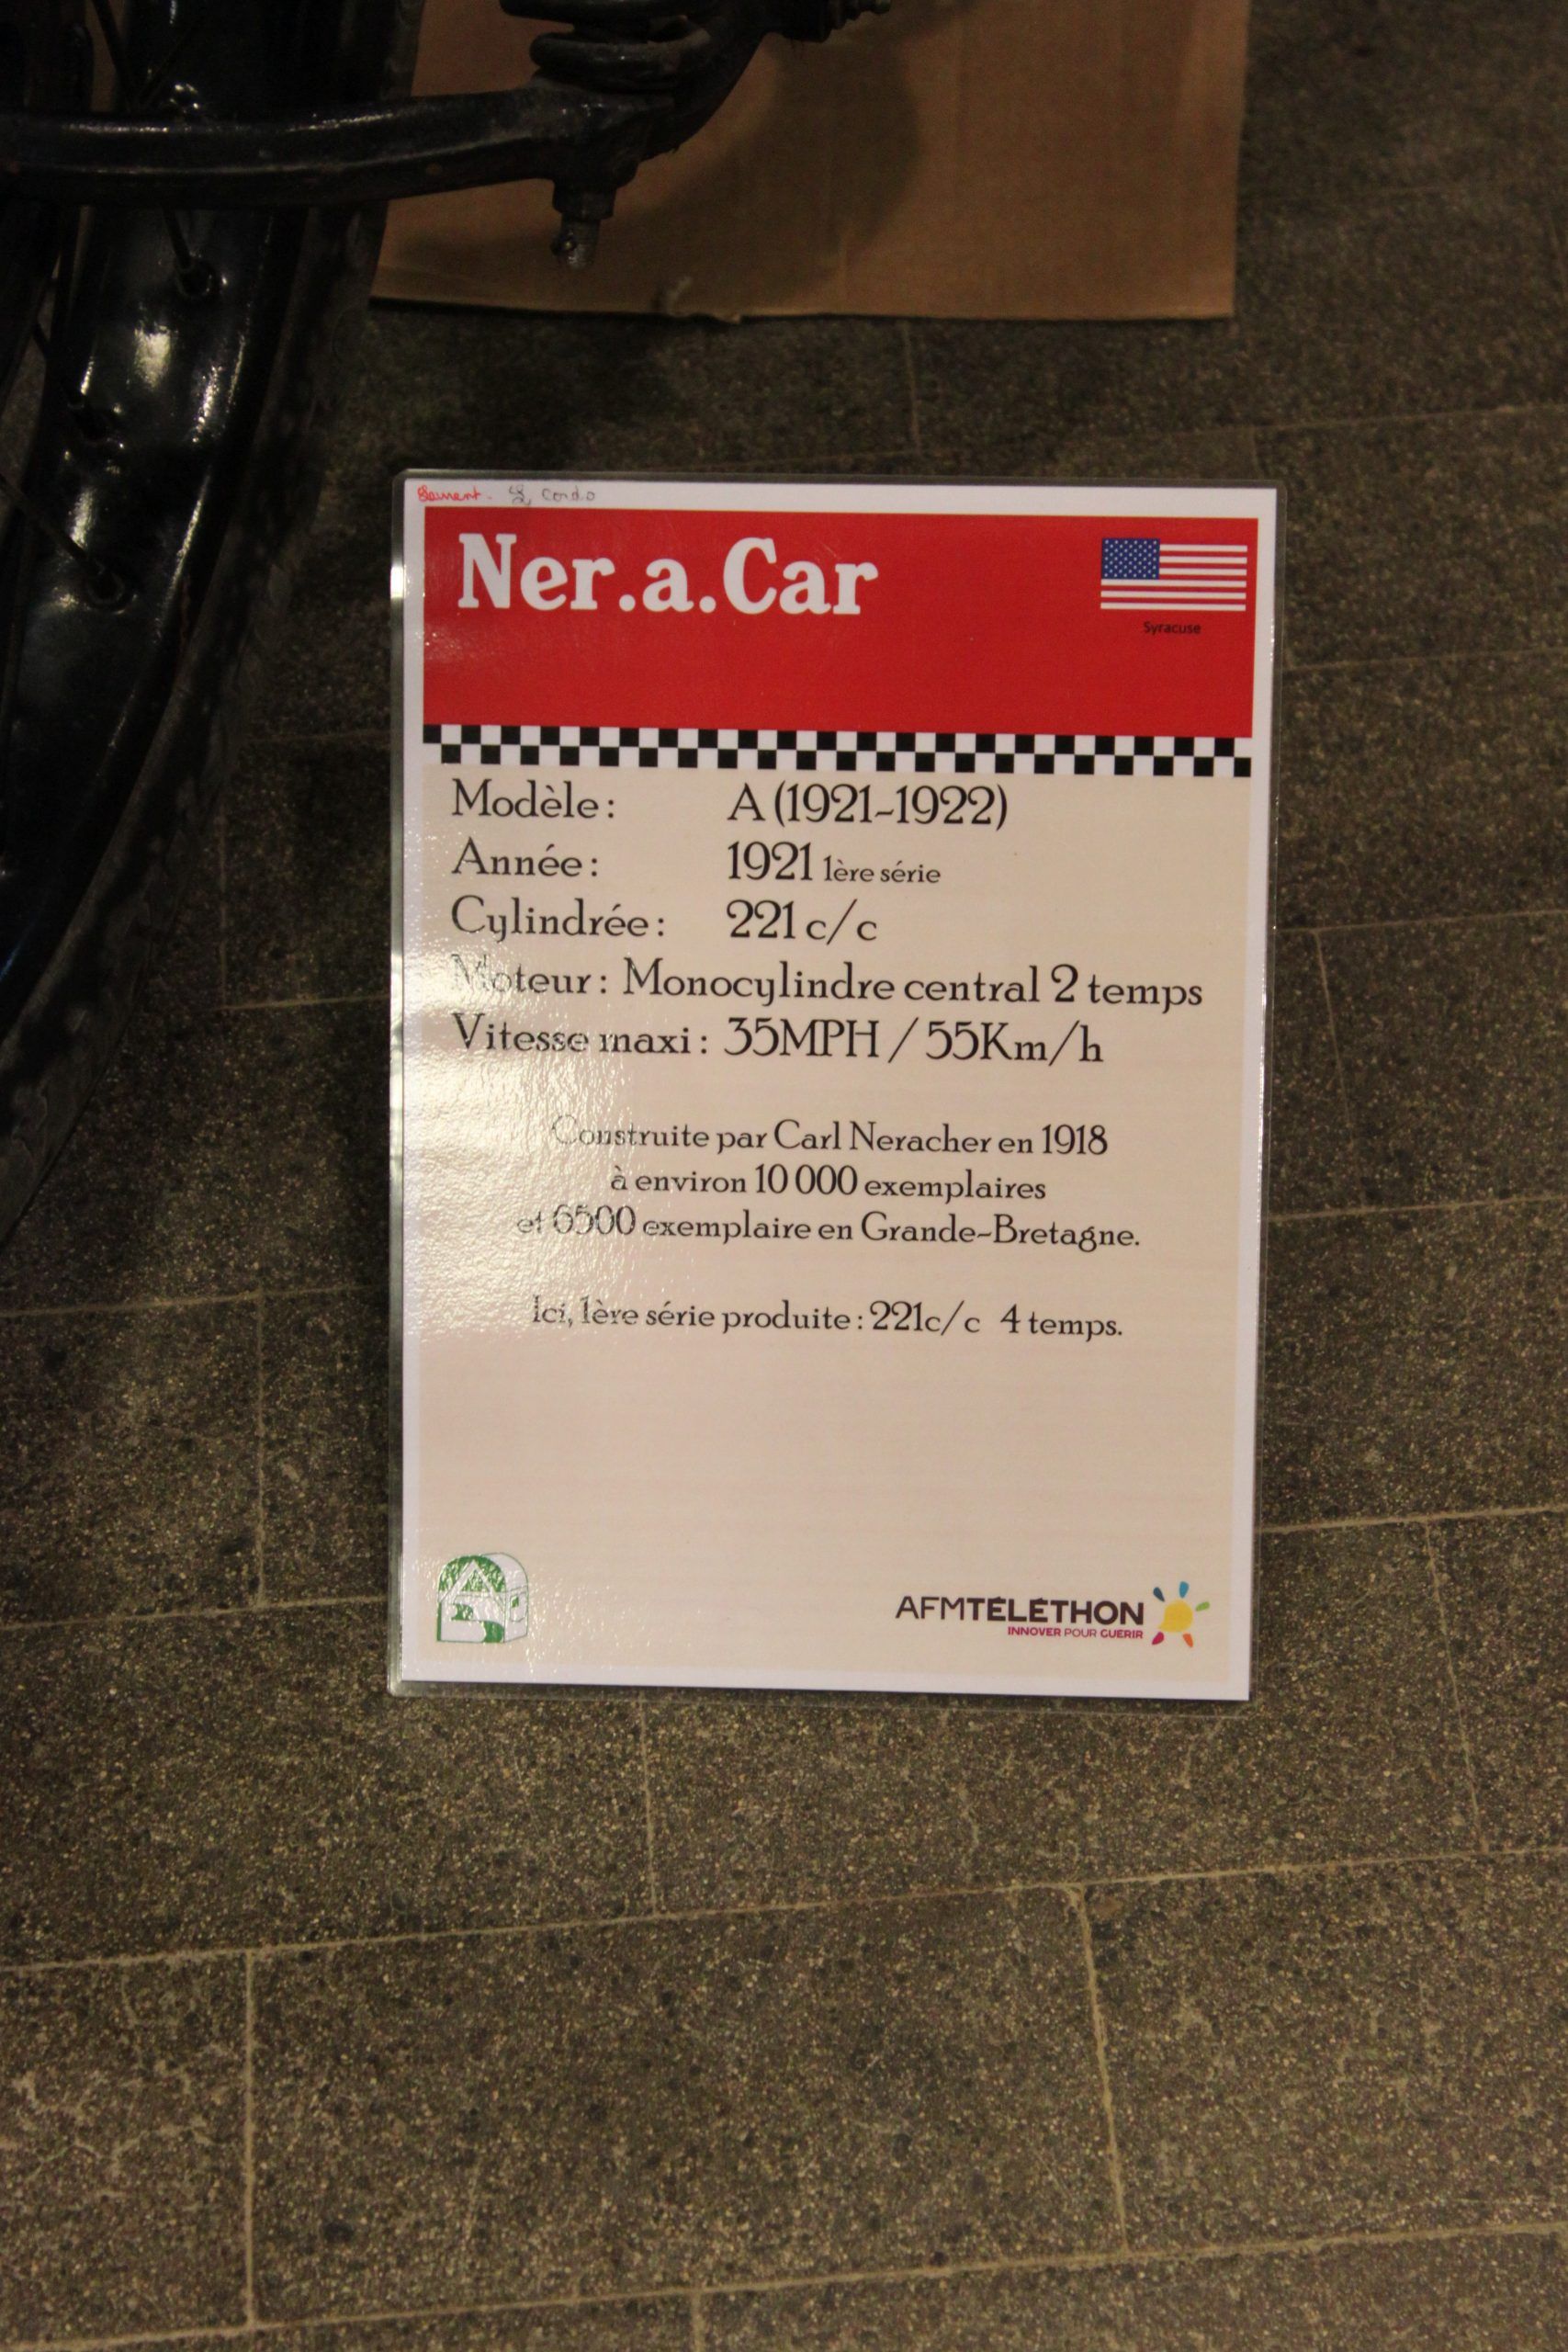 Ner.a.Car
Syracuse
Modèle : A (1921-1922)
Année : 1921 1ère série
Cylindrée : 221 c/c
Moteur : Monocylindre central 2 temps
Vitesse maxi : 35MPH / 55Km/h
Construite par Carl Neracher en 1918
à environ 10 000 exemplaires
et 6500 exemplaire en Grande-Bretagne.
Ici, 1ère série produite : 221c/c 4 temps.
AFMTÉLÉTHON
INNOVER POUR GUÉRIR